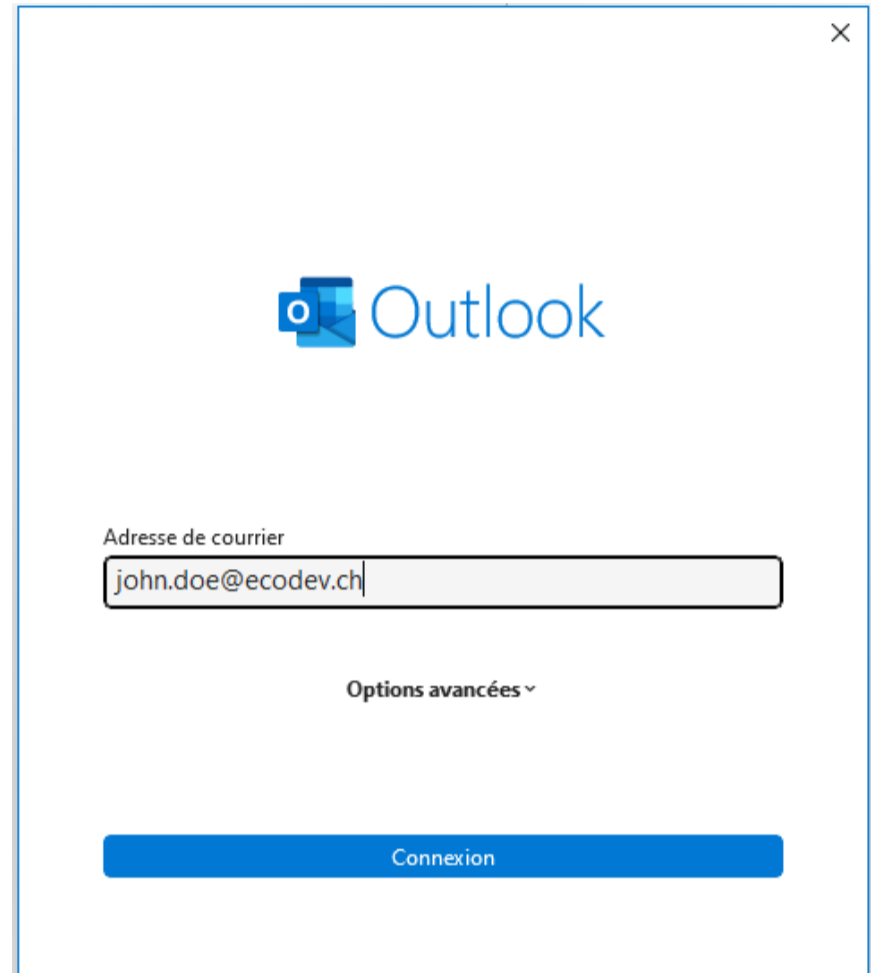 Outlook
Adresse de courrier
john.doe@ecodev.ch
Options avancées
Connexion